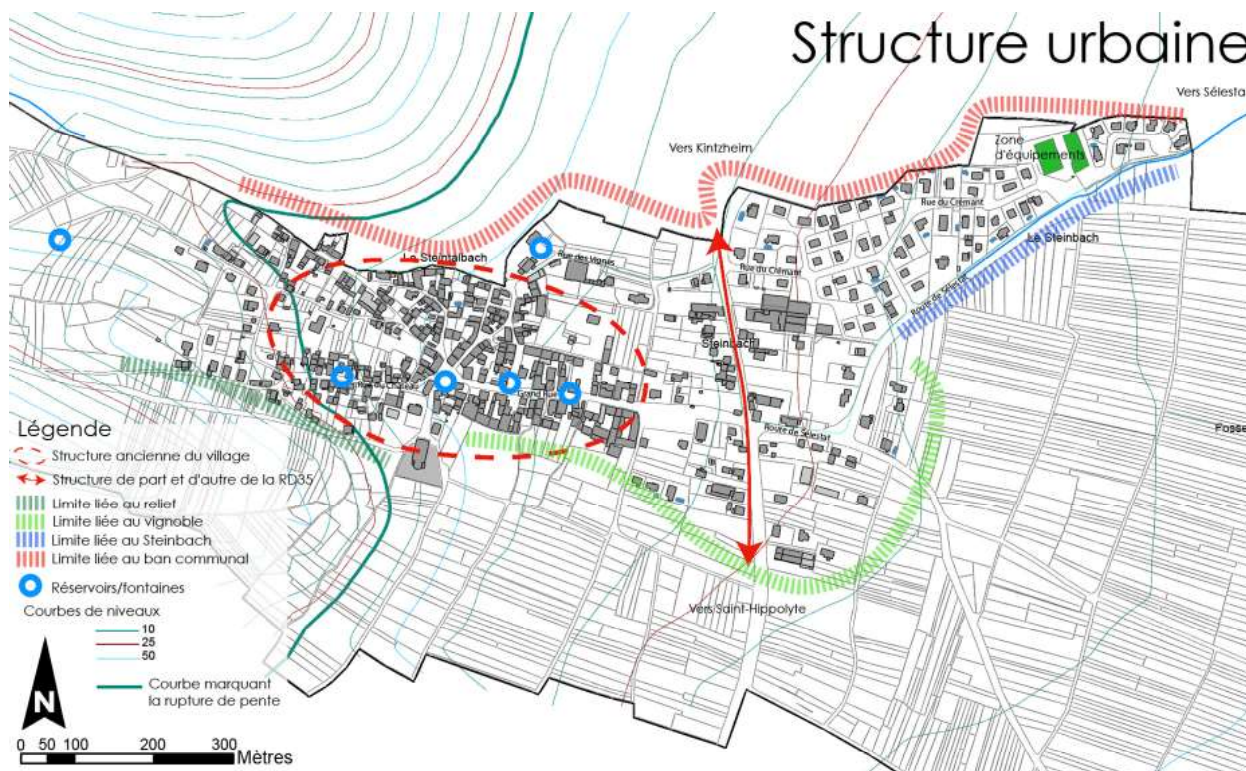 Structure urbaine
Vers Sélesta
Vers Kintzheim
Zone
d'équipements
Rue du Crémant
Le Steinbach
Route de Sélestat
Le Steintalbach
Rue des Vignes
Rue du Crémant
Steinbach
Grand Rue
Route de Sélestat
Fosse
Vers Saint-Hippolyte
Légende
Structure ancienne du village
Structure de part et d'autre de la RD35
Limite liée au relief
Limite liée au vignoble
Limite liée au Steinbach
Limite liée au ban communal
Réservoirs/fontaines
Courbes de niveaux
10
25
50
Courbe marquant
la rupture de pente
N
0 50 100 200 300 Mètres